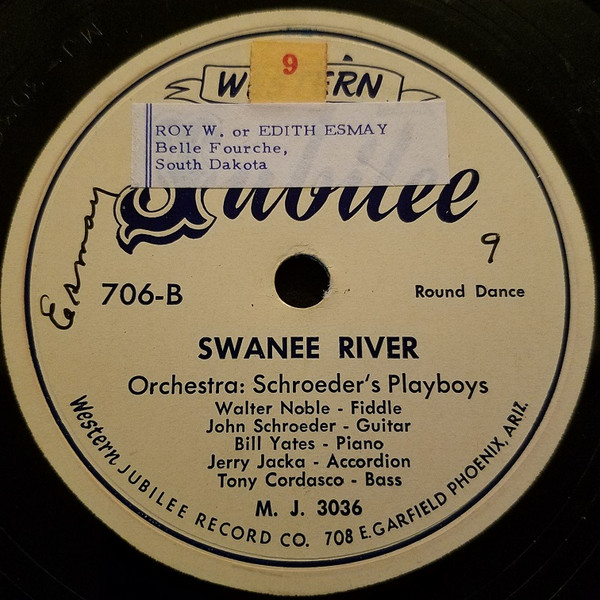 9
ROY W. or EDITH ESMAY
Belle Fourche,
South Dakota
Jubilee
Esmay
9
706-B
Round Dance
SWANEE RIVER
Orchestra: Schroeder's Playboys
Walter Noble - Fiddle
John Schroeder - Guitar
Bill Yates - Piano
Jerry Jacka - Accordion
Tony Cordasco - Bass
M. J. 3036
Western JUBILEE RECORD CO. 708 E. GARFIELD PHOENIX, ARIZ.